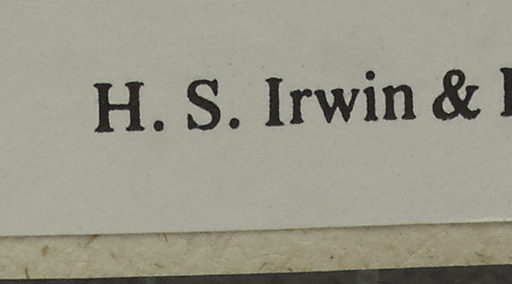 H. S. Irwin &